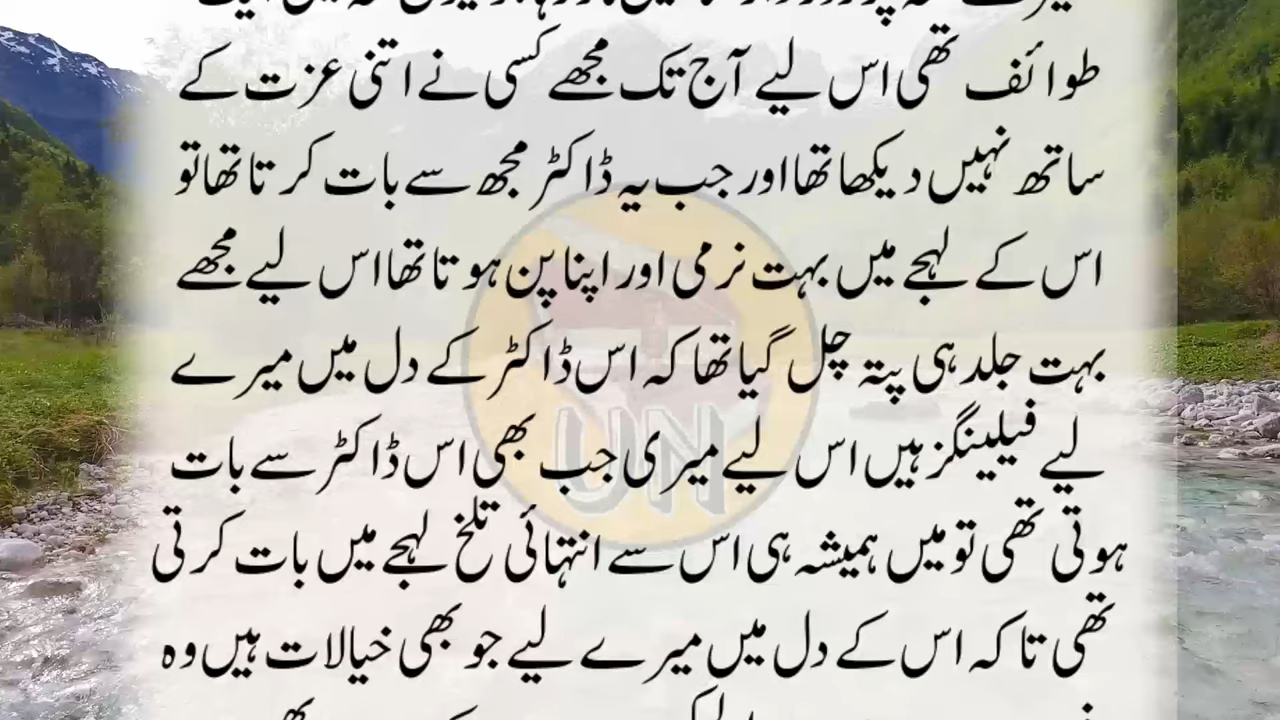 طوائف تھی اس لیے آج تک مجھے کسی نے اتنی عزت کے
ساتھ نہیں دیکھا تھا اور جب یہ ڈاکٹر مجھ سے بات کرتا تھا تو
اس کے لہجے میں بہت نرمی اور اپنا پن ہوتا تھا اس لیے مجھے
بہت جلد ہی پتہ چل گیا تھا کہ اس ڈاکٹر کے دل میں میرے
لیے فیلینگز ہیں اس لیے میری جب بھی اس ڈاکٹر سے بات
ہوتی تھی تو میں ہمیشہ ہی اس سے انتہائی تلخ لہجے میں بات کرتی
تھی تا کہ اس کے دل میں میرے لیے جو بھی خیالات ہیں وہ
UN